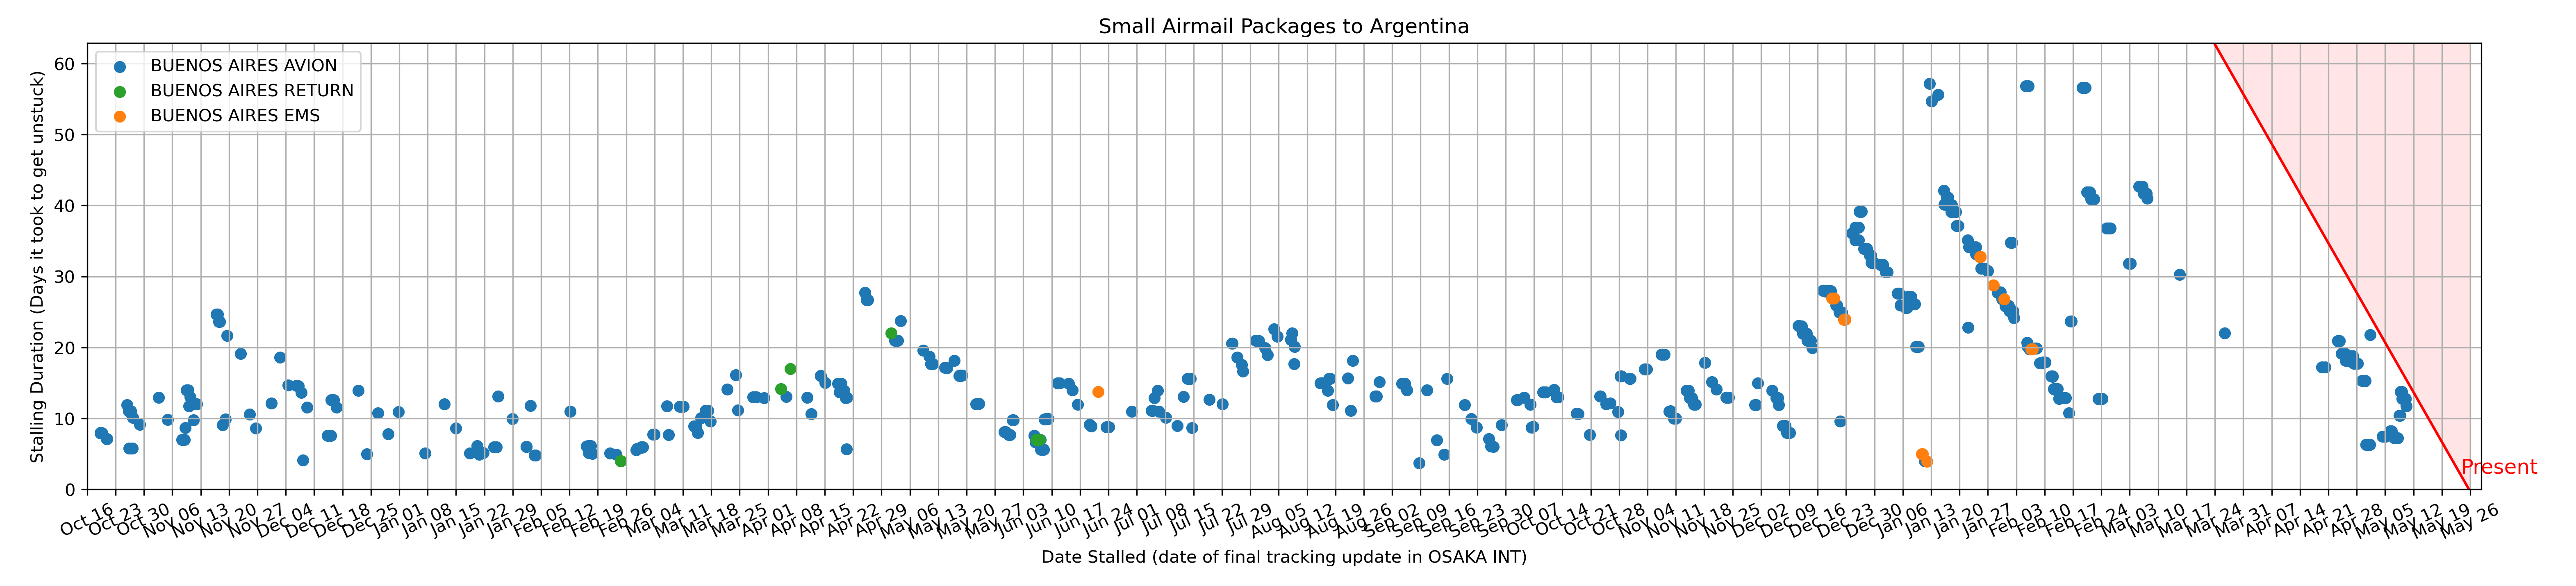 Small Airmail Packages to Argentina
BUENOS AIRES AVION
BUENOS AIRES RETURN
BUENOS AIRES EMS
Stalling Duration (Days it took to get unstuck)
60
50
40
30
20
10
0
Present
Oct 16
Oct 23
Oct 30
Nov 06
Nov 13
Nov 20
Nov 27
Dec 04
Dec 11
Dec 18
Dec 25
Jan 01
Jan 08
Jan 15
Jan 22
Jan 29
Feb 05
Feb 12
Feb 19
Feb 26
Mar 04
Mar 11
Mar 18
Mar 25
Apr 01
Apr 08
Apr 15
Apr 22
Apr 29
May 06
May 13
May 20
May 27
Jun 03
Jun 10
Jun 17
Jun 24
Jul 01
Jul 08
Jul 15
Jul 22
Jul 29
Aug 05
Aug 12
Aug 19
Aug 26
Sep 02
Sep 09
Sep 16
Sep 23
Sep 30
Oct 07
Oct 14
Oct 21
Oct 28
Nov 04
Nov 11
Nov 18
Nov 25
Dec 02
Dec 09
Dec 16
Dec 23
Dec 30
Jan 06
Jan 13
Jan 20
Jan 27
Feb 03
Feb 10
Feb 17
Feb 24
Mar 03
Mar 10
Mar 17
Mar 24
Mar 31
Apr 07
Apr 14
Apr 21
Apr 28
May 05
May 12
May 19
May 26
Date Stalled (date of final tracking update in OSAKA INT)